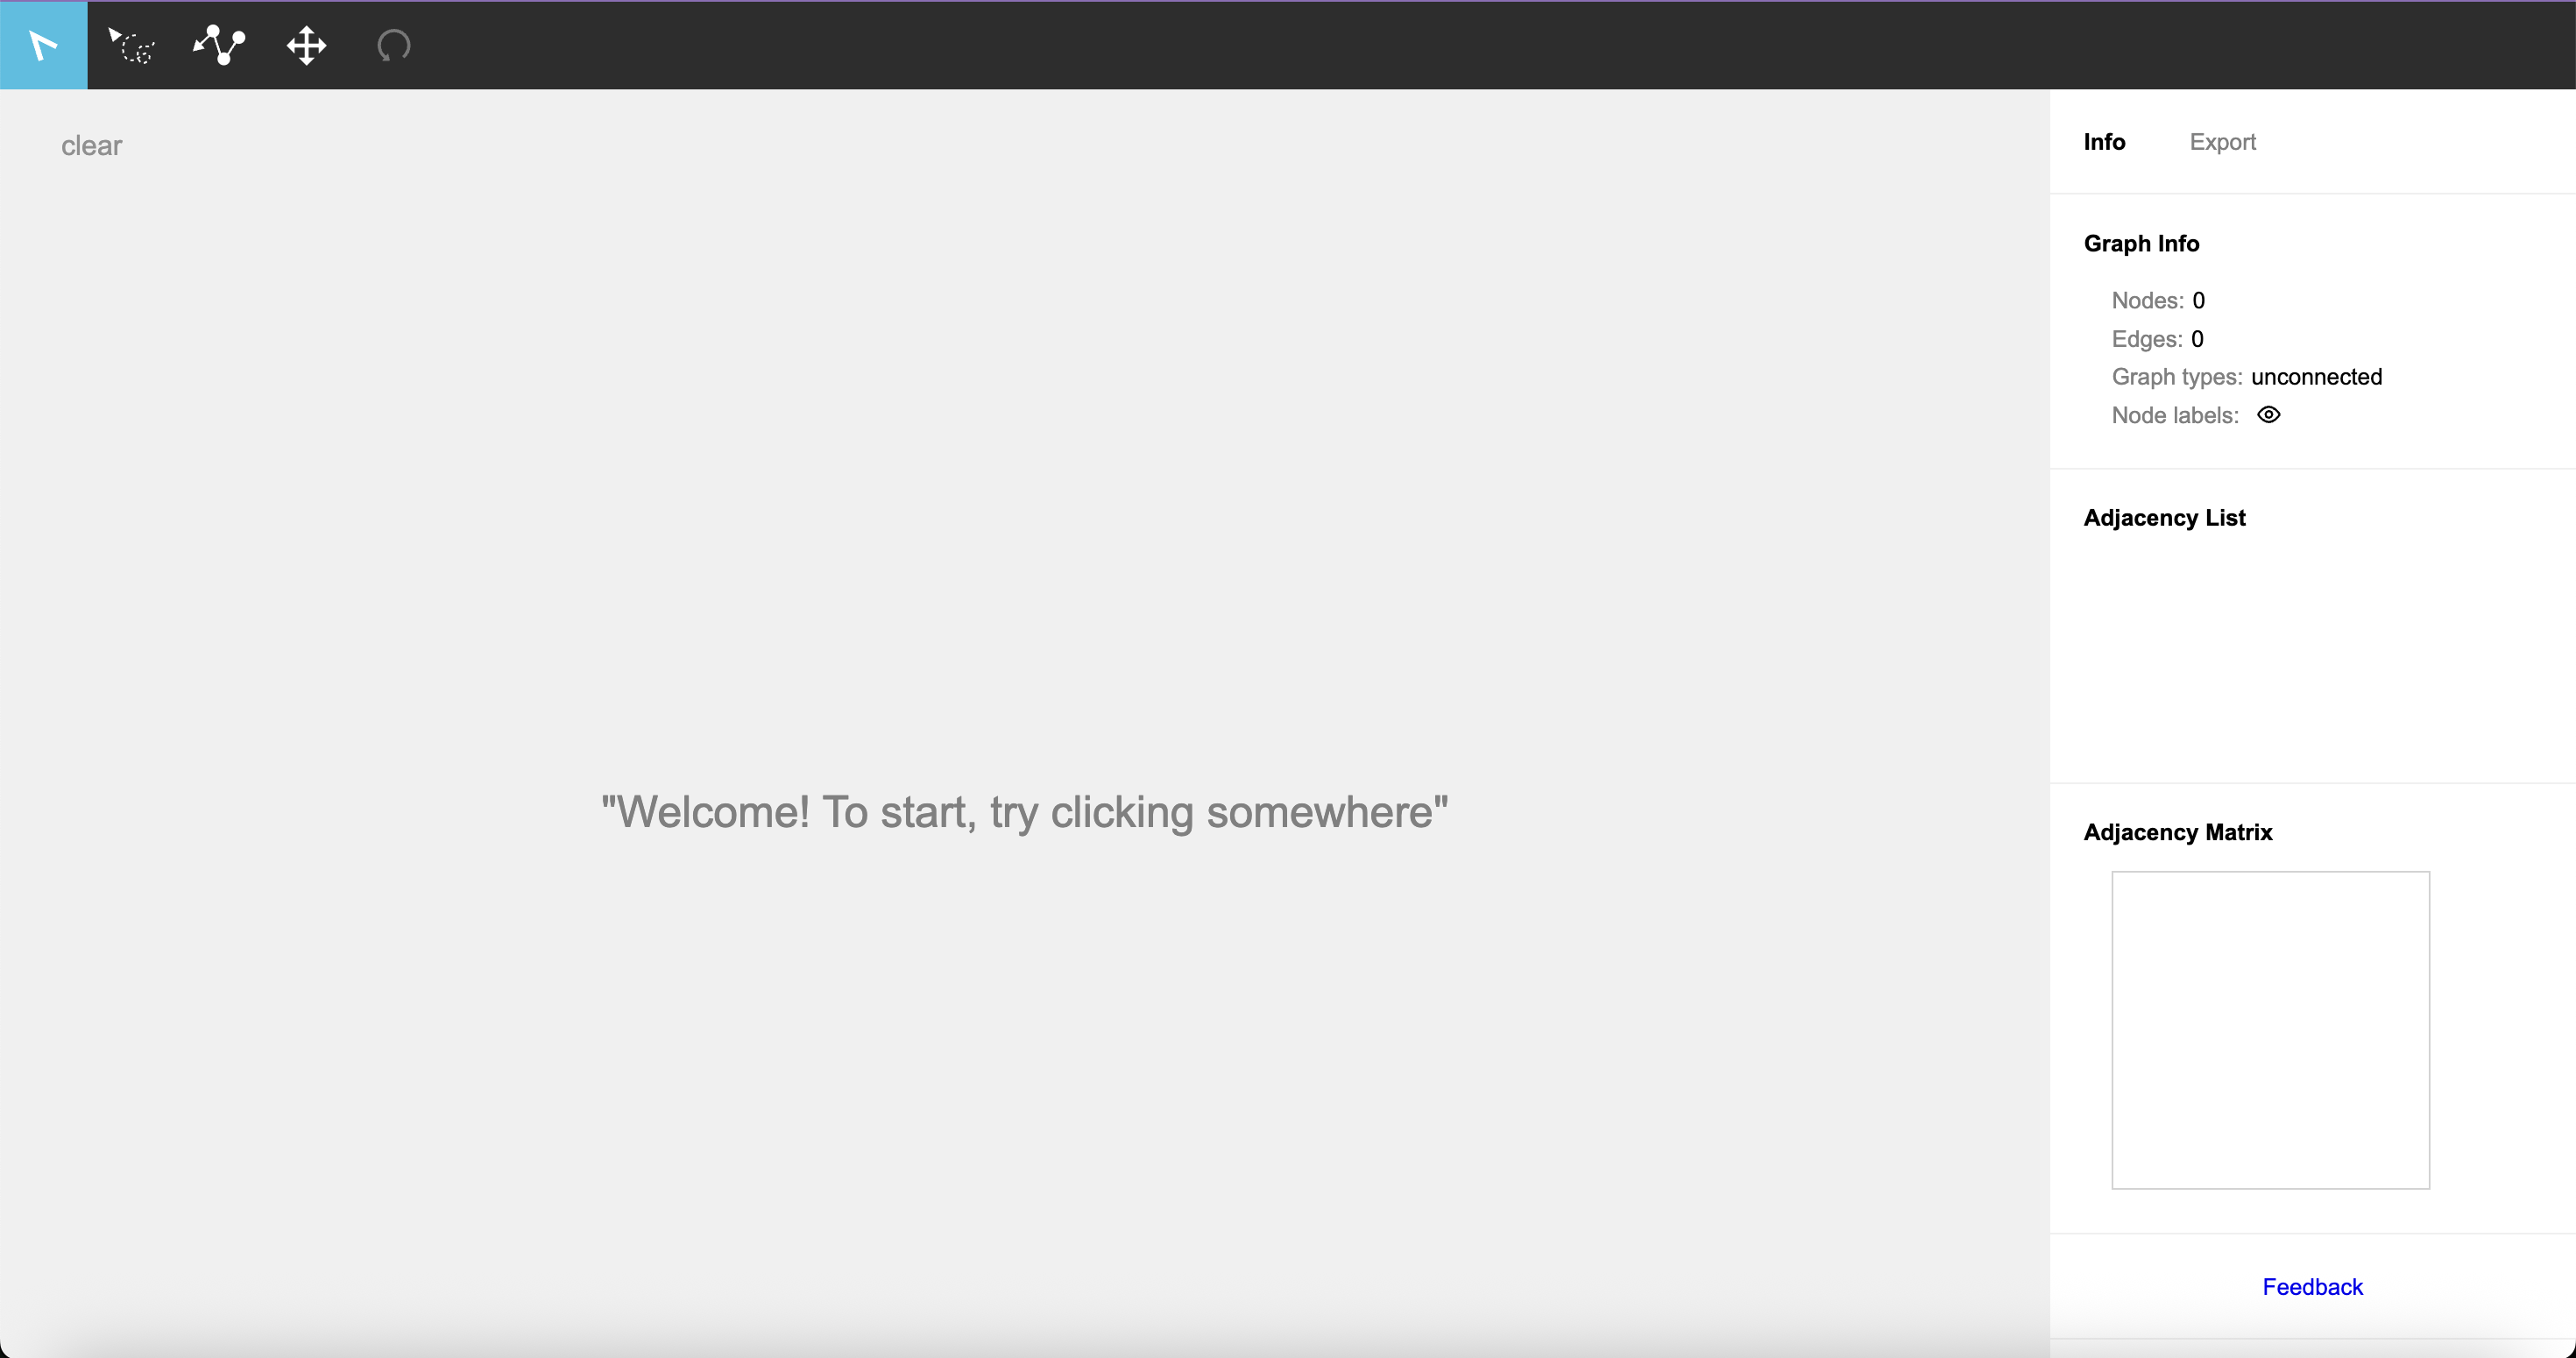 clear
Info Export
Graph Info
Nodes: 0
Edges: 0
Graph types: unconnected
Node labels:
Adjacency List
"Welcome! To start, try clicking somewhere"
Adjacency Matrix
Feedback